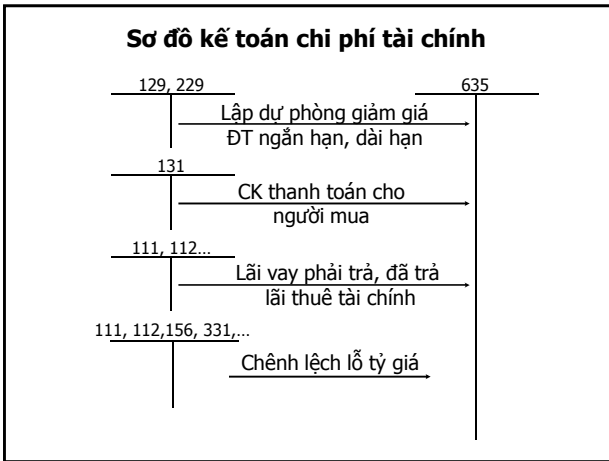 Sơ đồ kế toán chi phí tài chính
129, 229
635
Lập dự phòng giảm giá
ĐT ngắn hạn, dài hạn
131
CK thanh toán cho
người mua
111, 112…
Lãi vay phải trả, đã trả
lãi thuê tài chính
111, 112,156, 331,…
Chênh lệch lỗ tỷ giá